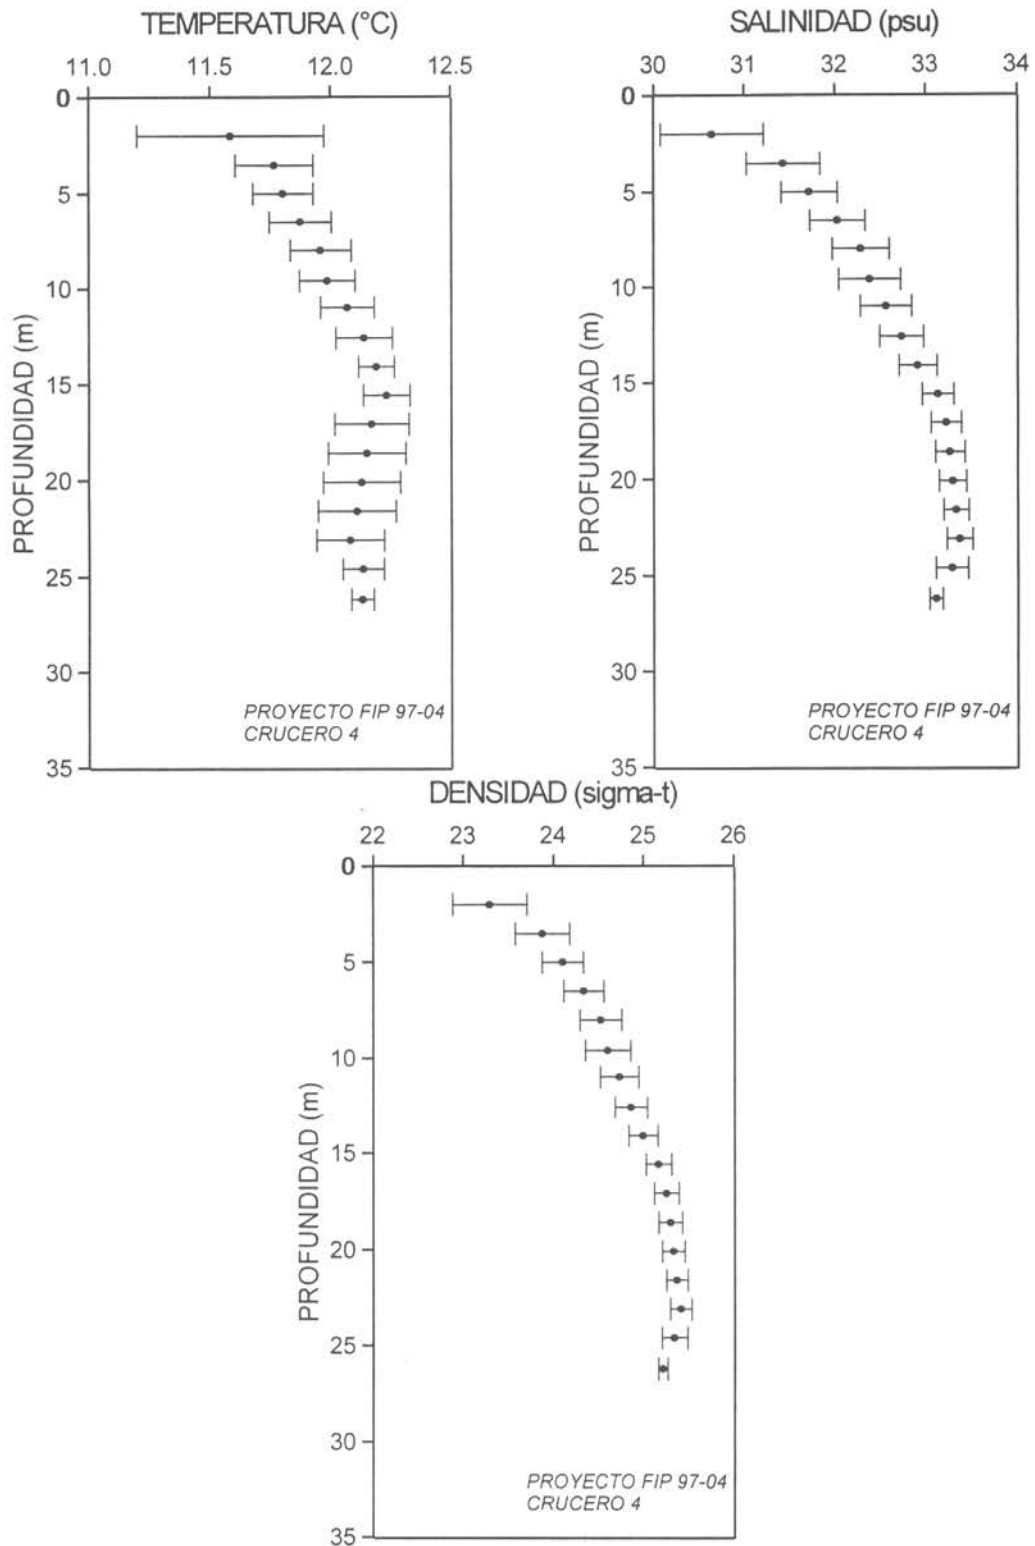 TEMPERATURA (°C)
11.0 11.5 12.0 12.5
0
5
10
15
20
25
30
35
PROFUNDIDAD (m)
PROYECTO FIP 97-04
CRUCERO 4
SALINIDAD (psu)
30 31 32 33 34
0
5
10
15
20
25
30
35
PROFUNDIDAD (m)
PROYECTO FIP 97-04
CRUCERO 4
DENSIDAD (sigma-t)
22 23 24 25 26
0
5
10
15
20
25
30
35
PROFUNDIDAD (m)
PROYECTO FIP 97-04
CRUCERO 4